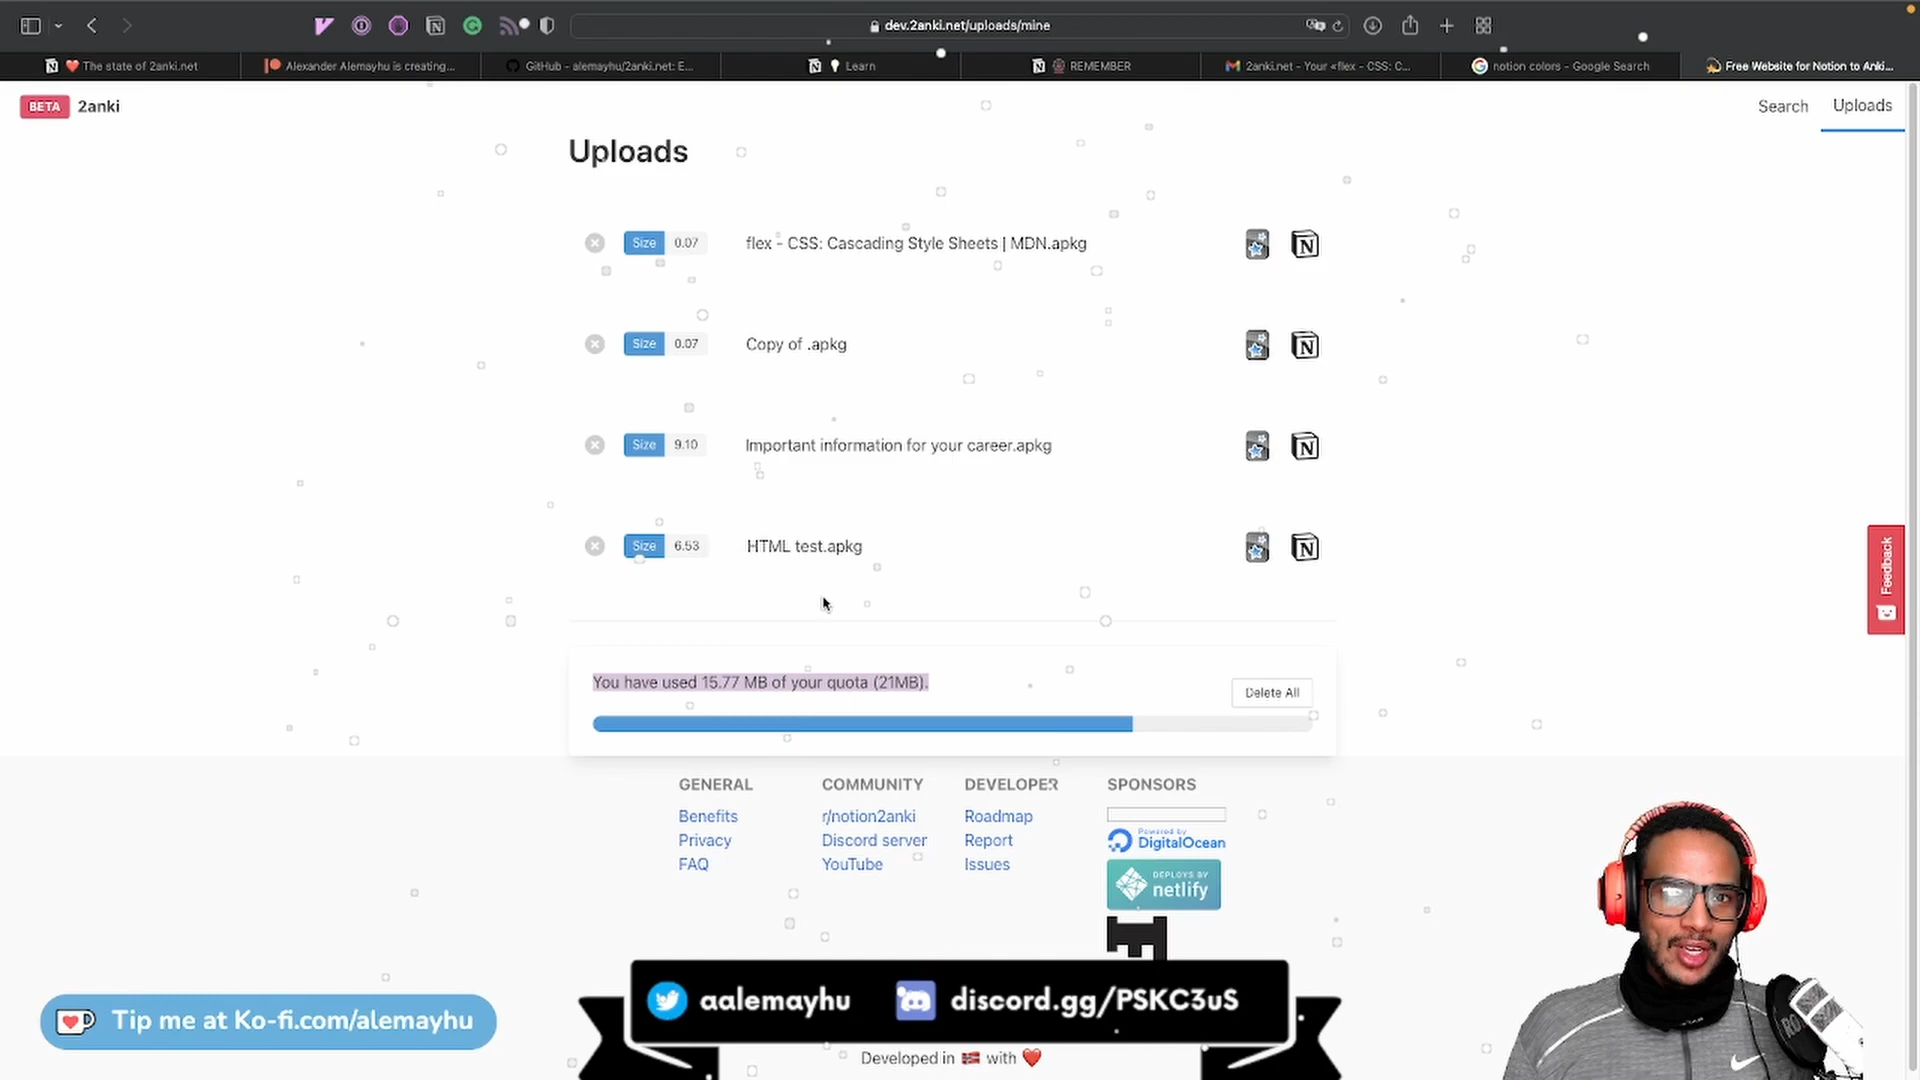 dev.2anki.net/uploads/mine
❤️ The state of 2anki.net
Alexander Alemayhu is creating...
GitHub - alemayhu/2anki.net: E...
Learn
REMEMBER
2anki.net - Your «flex - CSS: C...
notion colors - Google Search
Free Website for Notion to Anki...
BETA 2anki
Search
Uploads
Uploads
Size 0.07 flex - CSS: Cascading Style Sheets | MDN.apkg
Size 0.07 Copy of .apkg
Size 9.10 Important information for your career.apkg
Size 6.53 HTML test.apkg
Feedback
You have used 15.77 MB of your quota (21MB).
Delete All
GENERAL
Benefits
Privacy
FAQ
COMMUNITY
r/notion2anki
Discord server
YouTube
DEVELOPER
Roadmap
Report
Issues
SPONSORS
Powered by
DigitalOcean
DEPLOYS BY
netlify
aalemayhu
discord.gg/PSKC3uS
Tip me at Ko-fi.com/alemayhu
Developed in 🇳🇴 with ❤️